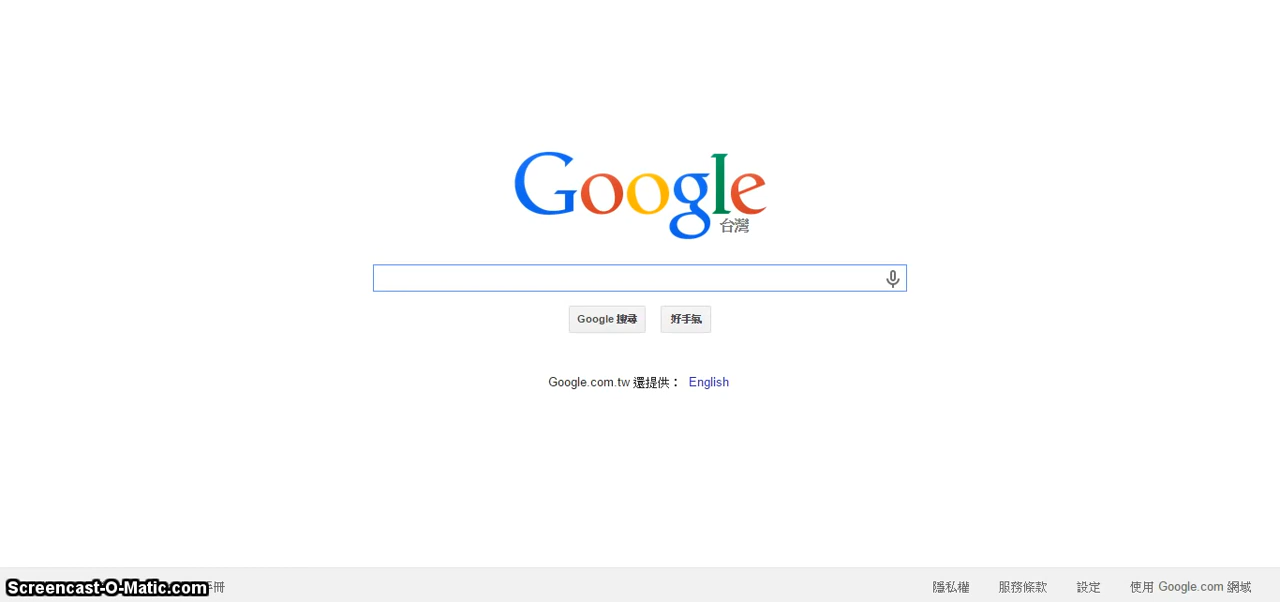 Google
台灣
Google 搜尋 好手氣
Google.com.tw 還提供： English
Screencast-O-Matic.com 冊 隱私權 服務條款 設定 使用 Google.com 網域